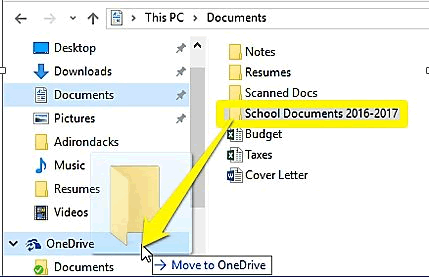 This PC > Documents
Desktop
Downloads
Documents
Pictures
Adirondacks
Music
Resumes
Videos
OneDrive
Documents
Notes
Resumes
Scanned Docs
School Documents 2016-2017
Budget
Taxes
Cover Letter
Move to OneDrive